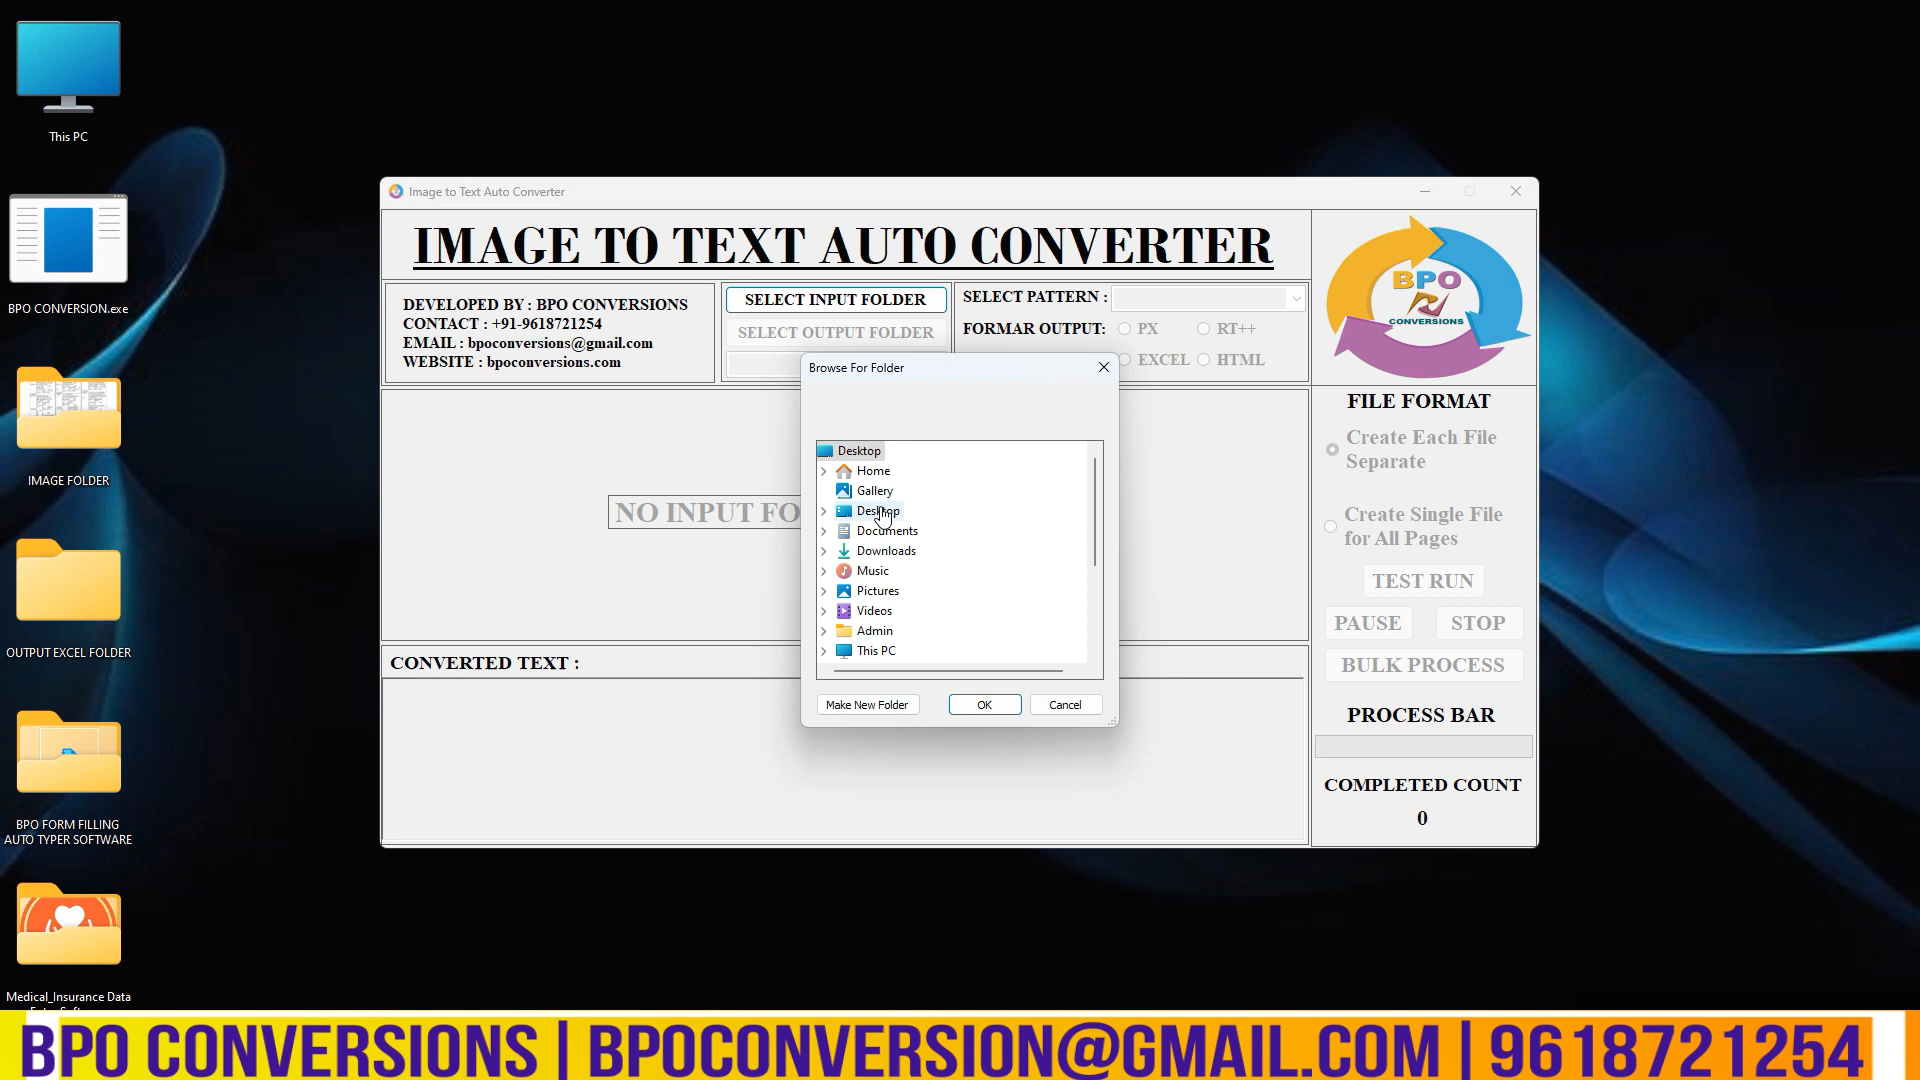 This PC
BPO CONVERSION.exe
IMAGE FOLDER
OUTPUT EXCEL FOLDER
BPO FORM FILLING
AUTO TYPER SOFTWARE
Medical_Insurance Data
Image to Text Auto Converter
IMAGE TO TEXT AUTO CONVERTER
DEVELOPED BY : BPO CONVERSIONS
CONTACT : +91-9618721254
EMAIL : bpoconversions@gmail.com
WEBSITE : bpoconversions.com
SELECT INPUT FOLDER
SELECT OUTPUT FOLDER
SELECT PATTERN :
FORMAR OUTPUT:
PX
RT++
EXCEL
HTML
BPO
CONVERSIONS
NO INPUT FO
Browse For Folder
Desktop
Home
Gallery
Desktop
Documents
Downloads
Music
Pictures
Videos
Admin
This PC
Make New Folder
OK
Cancel
CONVERTED TEXT :
FILE FORMAT
Create Each File
Separate
Create Single File
for All Pages
TEST RUN
PAUSE
STOP
BULK PROCESS
PROCESS BAR
COMPLETED COUNT
0
BPO CONVERSIONS | BPOCONVERSION@GMAIL.COM | 9618721254